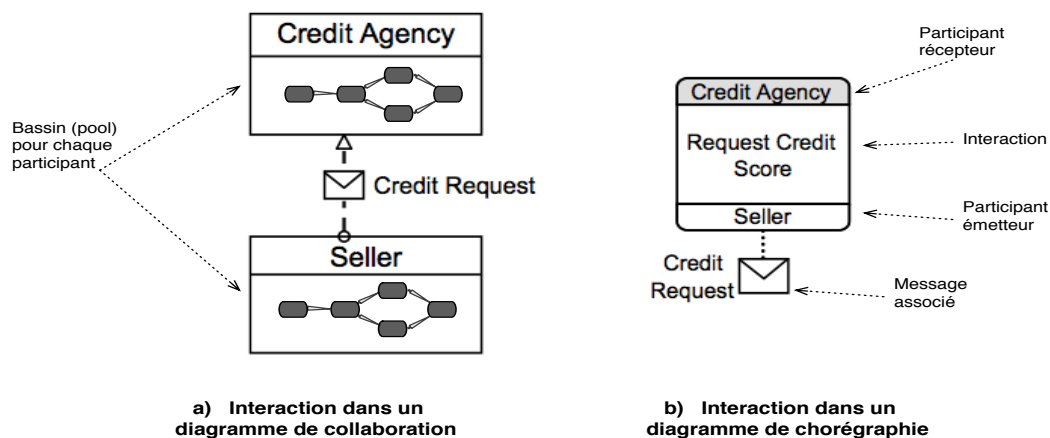 Credit Agency
Bassin (pool)
pour chaque
participant
Credit Request
Seller
a) Interaction dans un
diagramme de collaboration
Participant
récepteur
Credit Agency
Request Credit
Score
Interaction
Seller
Participant
émetteur
Credit
Request
Message
associé
b) Interaction dans un
diagramme de chorégraphie